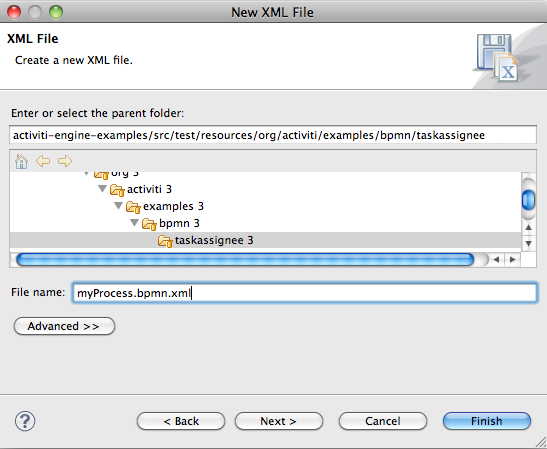 New XML File
XML File
Create a new XML file.
X
Enter or select the parent folder:
activiti-engine-examples/src/test/resources/org/activiti/examples/bpmn/taskassignee
org 3
activiti 3
examples 3
bpmn 3
taskassignee 3
File name: myProcess.bpmn.xml
Advanced >>
? < Back Next > Cancel Finish